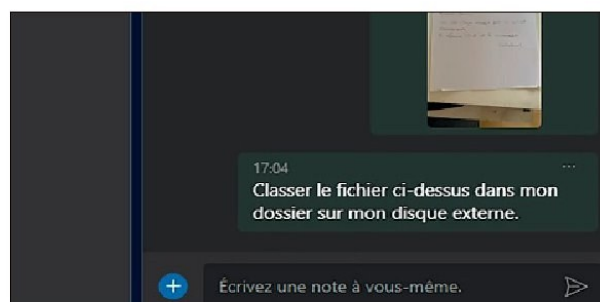 17:04
...
Classer le fichier ci-dessus dans mon
dossier sur mon disque externe.
Écrivez une note à vous-même.